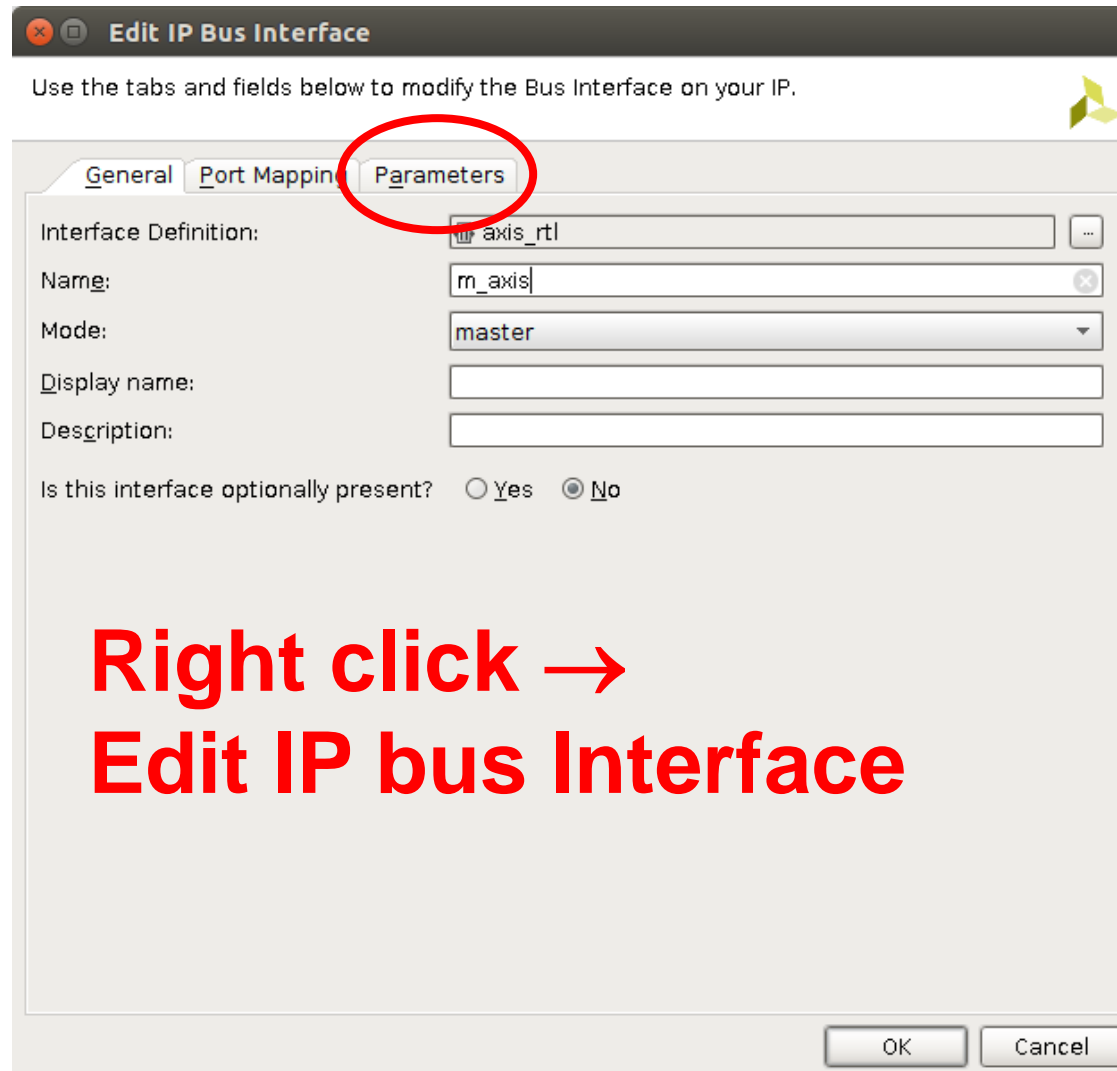 Edit IP Bus Interface
Use the tabs and fields below to modify the Bus Interface on your IP.
General Port Mapping Parameters
Interface Definition: axis_rtl ...
Name: m_axis
Mode: master
Display name:
Description:
Is this interface optionally present? Yes No
Right click →
Edit IP bus Interface
OK Cancel